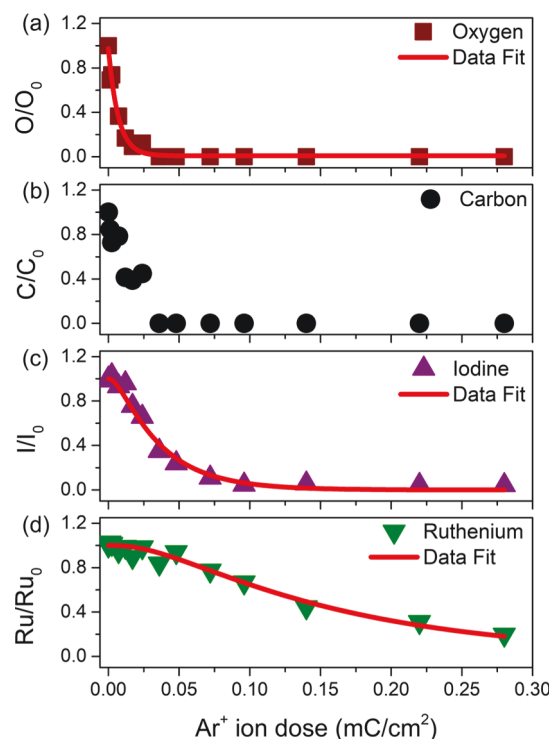 (a)
Oxygen
Data Fit
O/O₀
1.2
0.8
0.4
0.0
(b)
Carbon
C/C₀
1.2
0.8
0.4
0.0
(c)
Iodine
Data Fit
I/I₀
1.2
0.8
0.4
0.0
(d)
Ruthenium
Data Fit
Ru/Ru₀
1.2
0.8
0.4
0.0
0.00 0.05 0.10 0.15 0.20 0.25 0.30
Ar⁺ ion dose (mC/cm²)